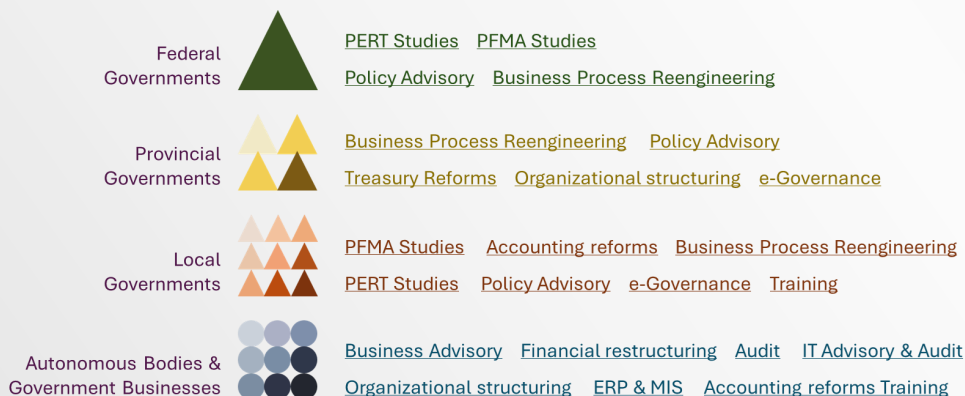 Federal
Governments
PERT Studies PFMA Studies
Policy Advisory Business Process Reengineering
Provincial
Governments
Business Process Reengineering Policy Advisory
Treasury Reforms Organizational structuring e-Governance
Local
Governments
PFMA Studies Accounting reforms Business Process Reengineering
PERT Studies Policy Advisory e-Governance Training
Autonomous Bodies &
Government Businesses
Business Advisory Financial restructuring Audit IT Advisory & Audit
Organizational structuring ERP & MIS Accounting reforms Training